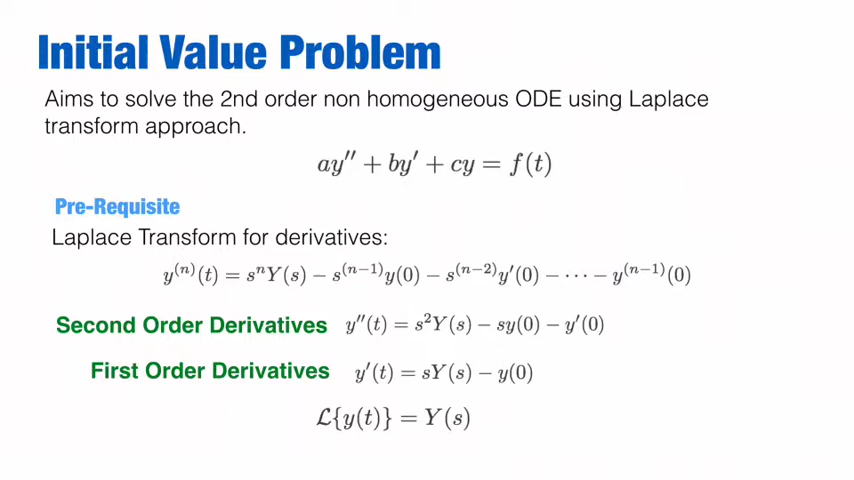 Initial Value Problem
Aims to solve the 2nd order non homogeneous ODE using Laplace
transform approach.
ay′′ + by′ + cy = f(t)
Pre-Requisite
Laplace Transform for derivatives:
y⁽ⁿ⁾(t) = sⁿY(s) − s⁽ⁿ⁻¹⁾y(0) − s⁽ⁿ⁻²⁾y′(0) − ··· − y⁽ⁿ⁻¹⁾(0)
Second Order Derivatives y′′(t) = s²Y(s) − sy(0) − y′(0)
First Order Derivatives y′(t) = sY(s) − y(0)
ℒ{y(t)} = Y(s)